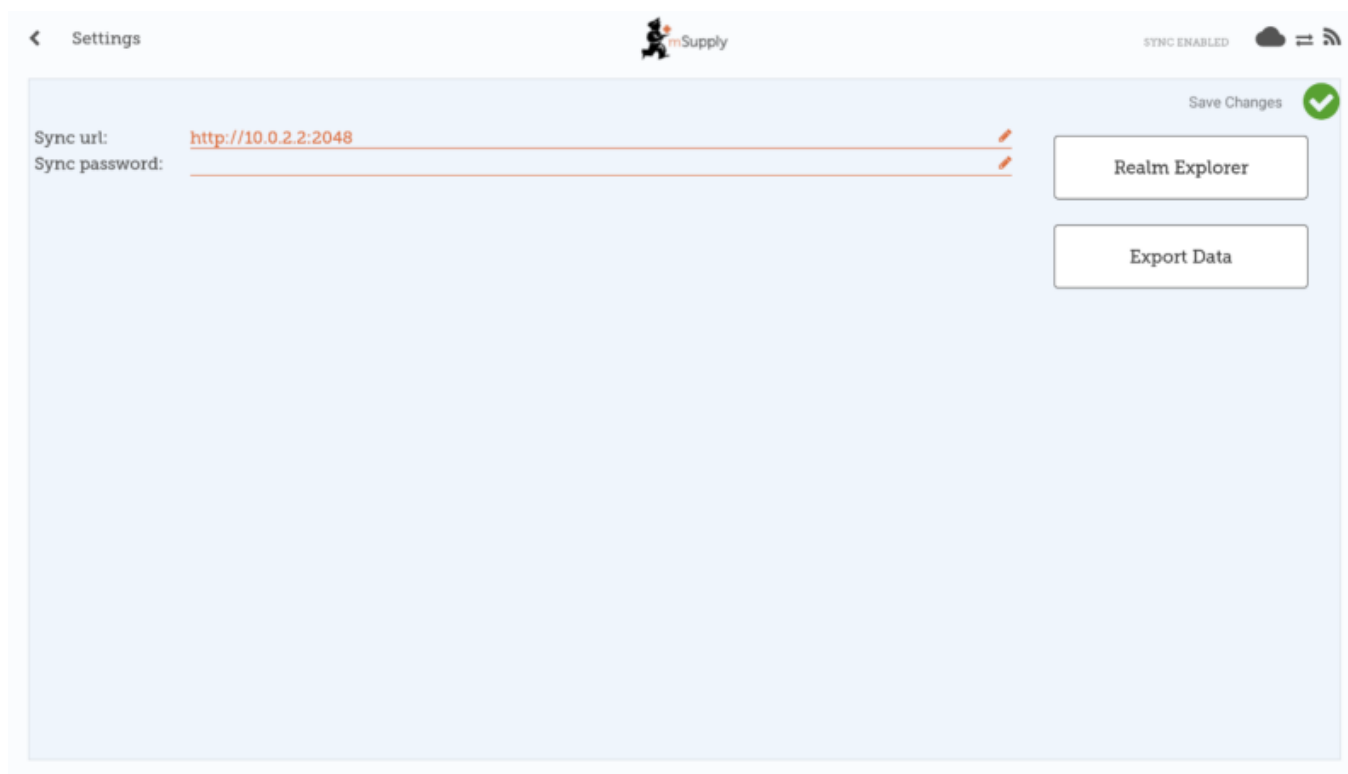 Settings
mSupply
SYNC ENABLED
Save Changes
Sync url: http://10.0.2.2:2048
Sync password:
Realm Explorer
Export Data